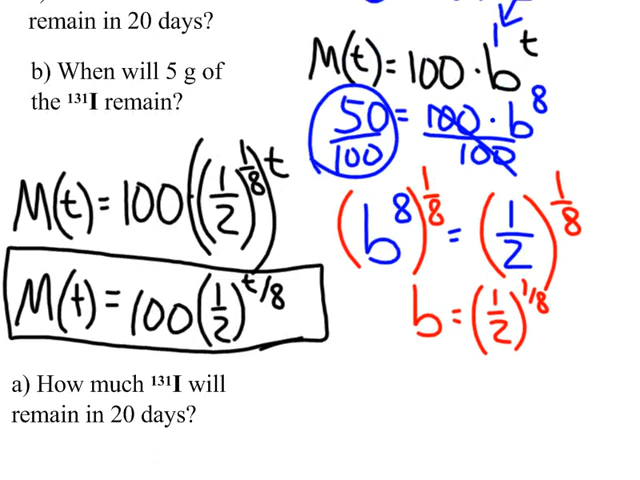 remain in 20 days?
b) When will 5 g of
the ¹³¹I remain?
M(t) = 100 · b^t
50/100 = 100 · b^8/100
(b^8)^(1/8) = (1/2)^(1/8)
b = (1/2)^(1/8)
M(t) = 100((1/2)^(1/8))^t
M(t) = 100(1/2)^(t/8)
a) How much ¹³¹I will
remain in 20 days?